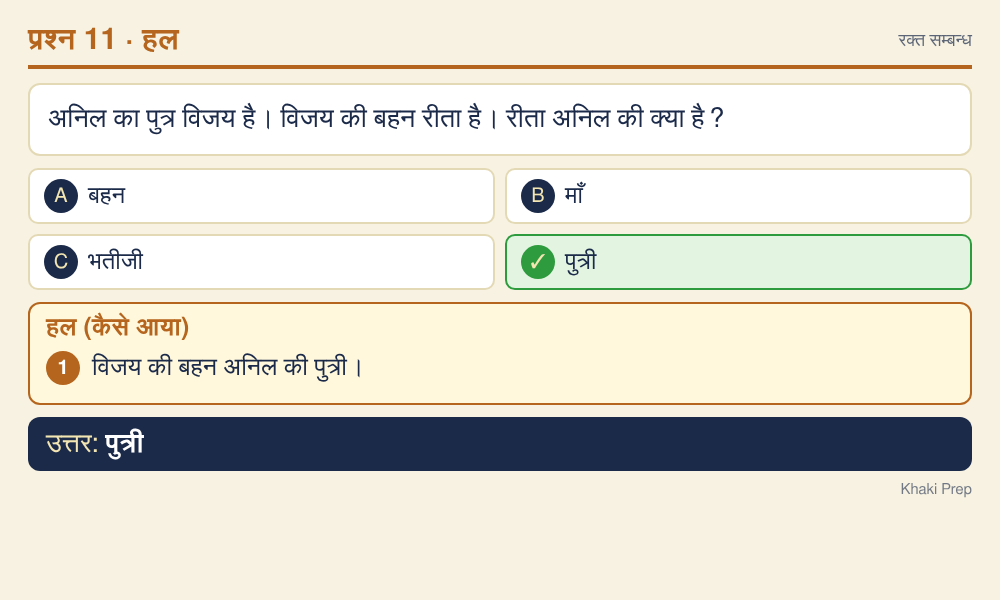 प्रश्न 11 · हल
रक्त सम्बन्ध
अनिल का पुत्र विजय है। विजय की बहन रीता है। रीता अनिल की क्या है ?
A बहन
B माँ
C भतीजी
✓ पुत्री
हल (कैसे आया)
1 विजय की बहन अनिल की पुत्री।
उत्तर: पुत्री
Khaki Prep